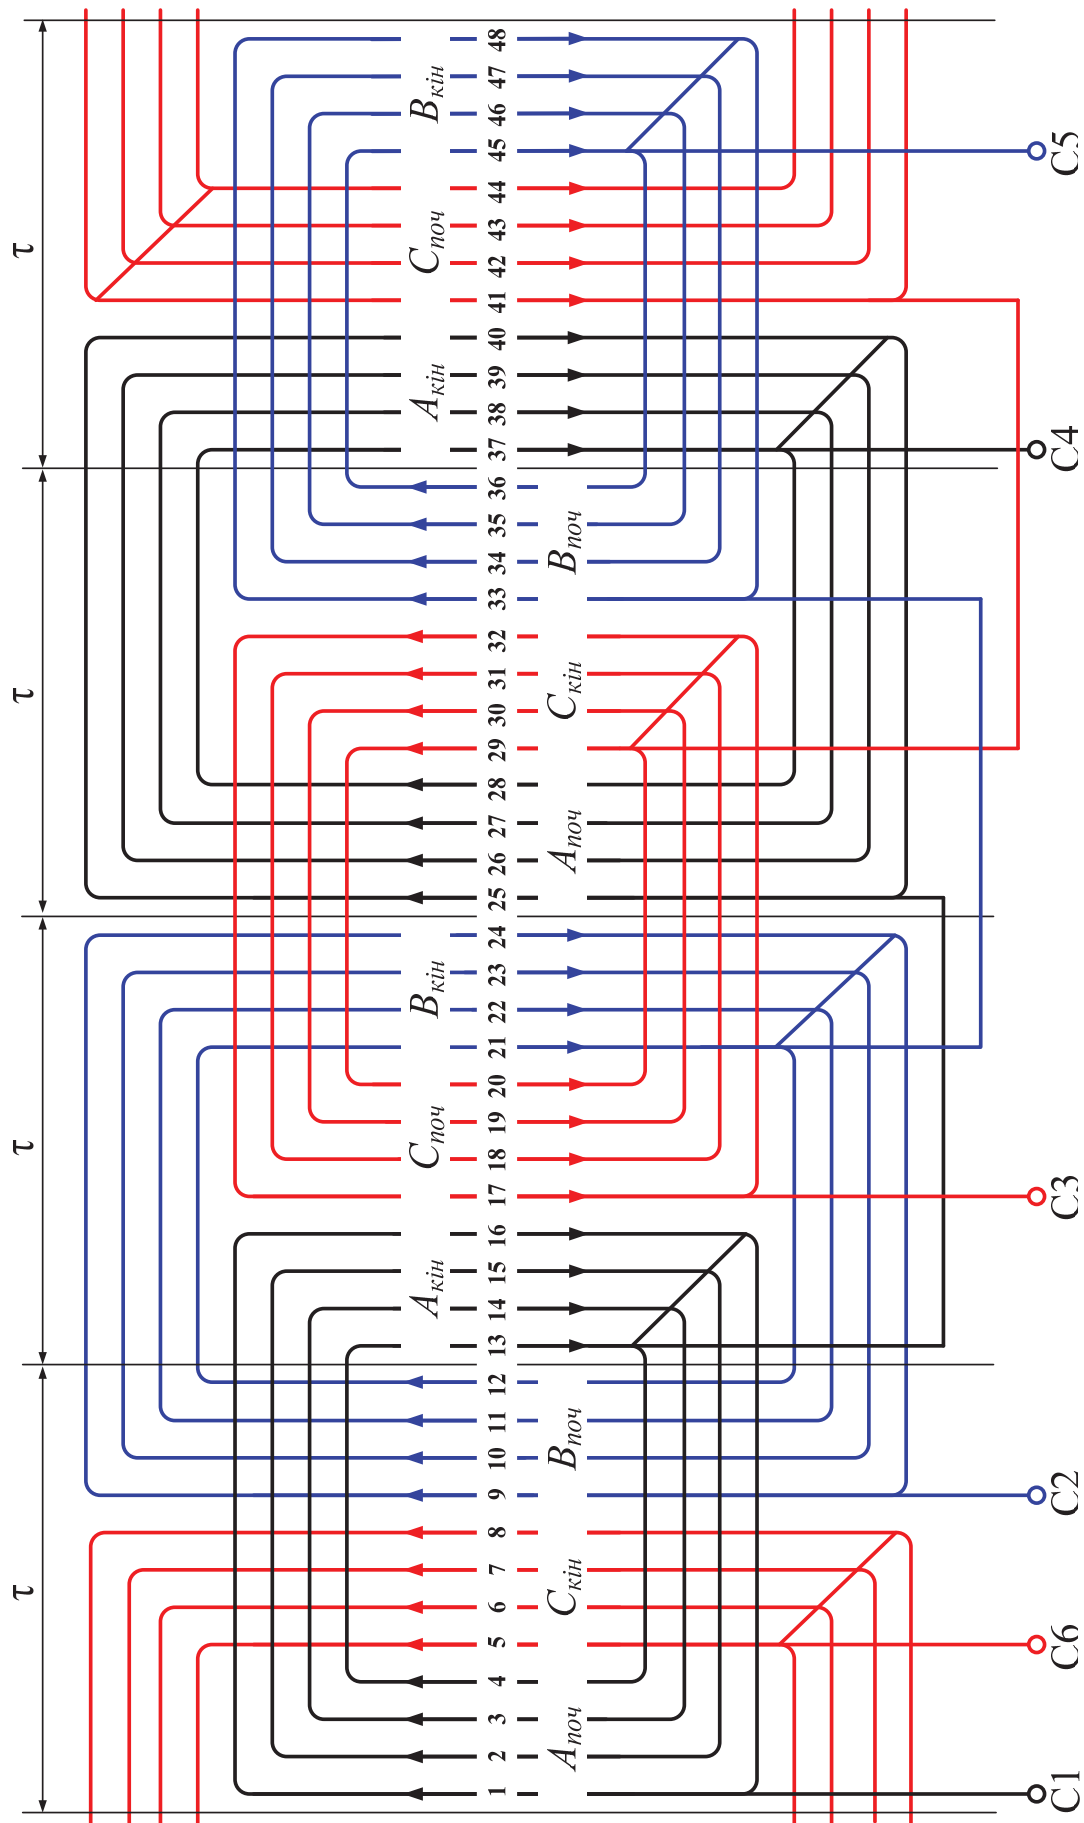 τ τ τ τ
Aкін Cпоч Bкін Aкін Cпоч Bкін
1 2 3 4 5 6 7 8 9 10 11 12 13 14 15 16 17 18 19 20 21 22 23 24 25 26 27 28 29 30 31 32 33 34 35 36 37 38 39 40 41 42 43 44 45 46 47 48
Aпоч Cкін Bпоч Aпоч Cкін Bпоч
C1 C6 C2 C3 C4 C5